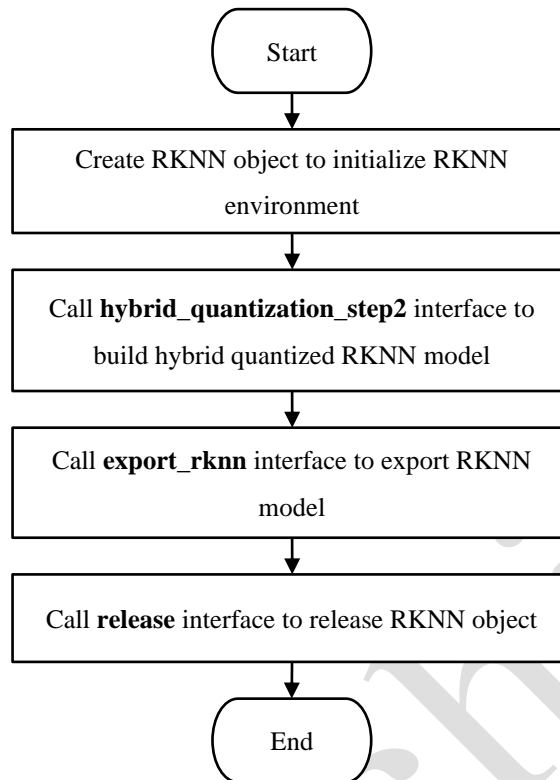 Start
Create RKNN object to initialize RKNN
environment
Call hybrid_quantization_step2 interface to
build hybrid quantized RKNN model
Call export_rknn interface to export RKNN
model
Call release interface to release RKNN object
End